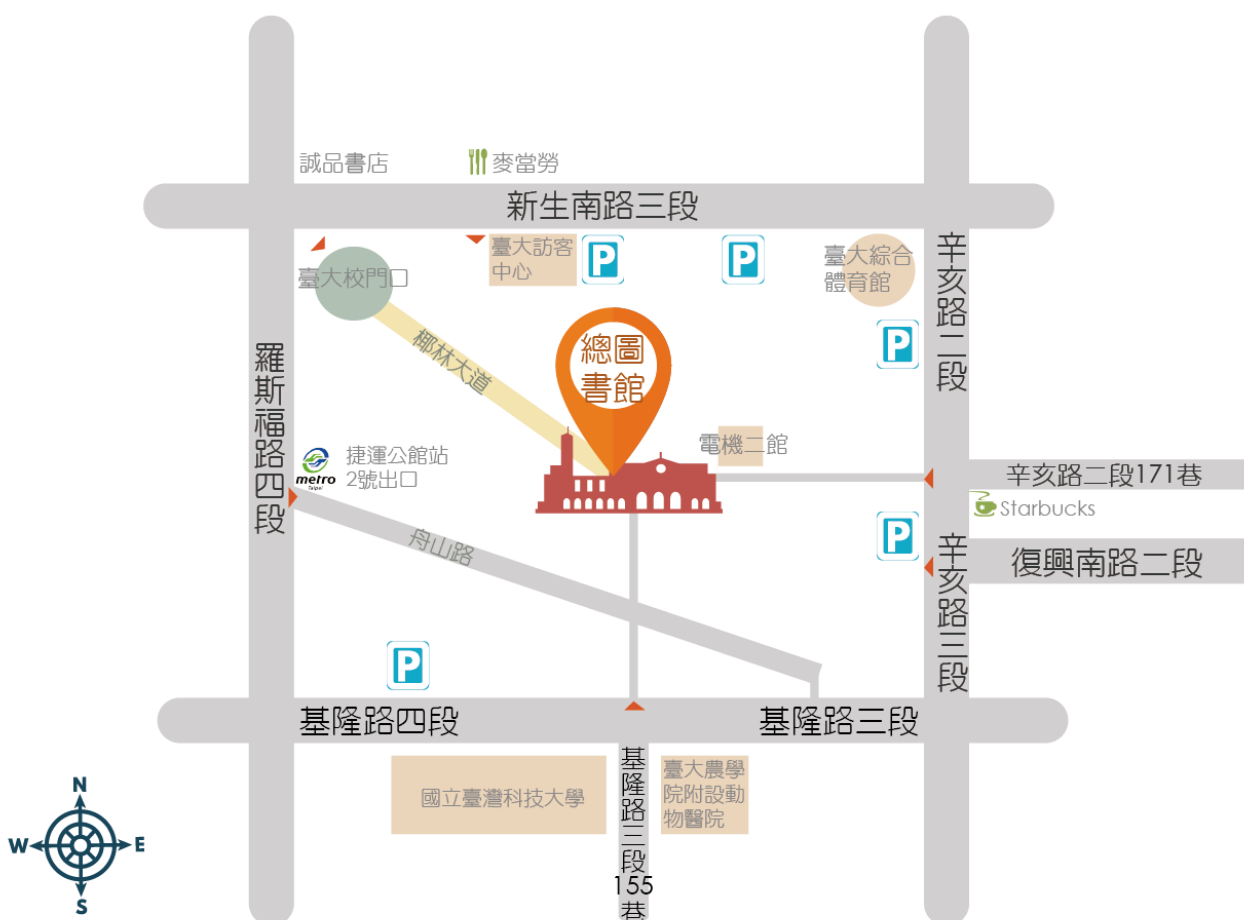 誠品書店
麥當勞
新生南路三段
臺大訪客
中心
P
P
臺大綜合
體育館
辛亥路二段
臺大校門口
P
羅斯福路四段
椰林大道
總圖
書館
電機二館
捷運公館站
2號出口
metro
Taipei
辛亥路二段171巷
Starbucks
舟山路
P
辛亥路三段
復興南路二段
P
基隆路四段
基隆路三段
國立臺灣科技大學
基隆路三段
155
巷
臺大農學
院附設動
物醫院
N
W
E
S